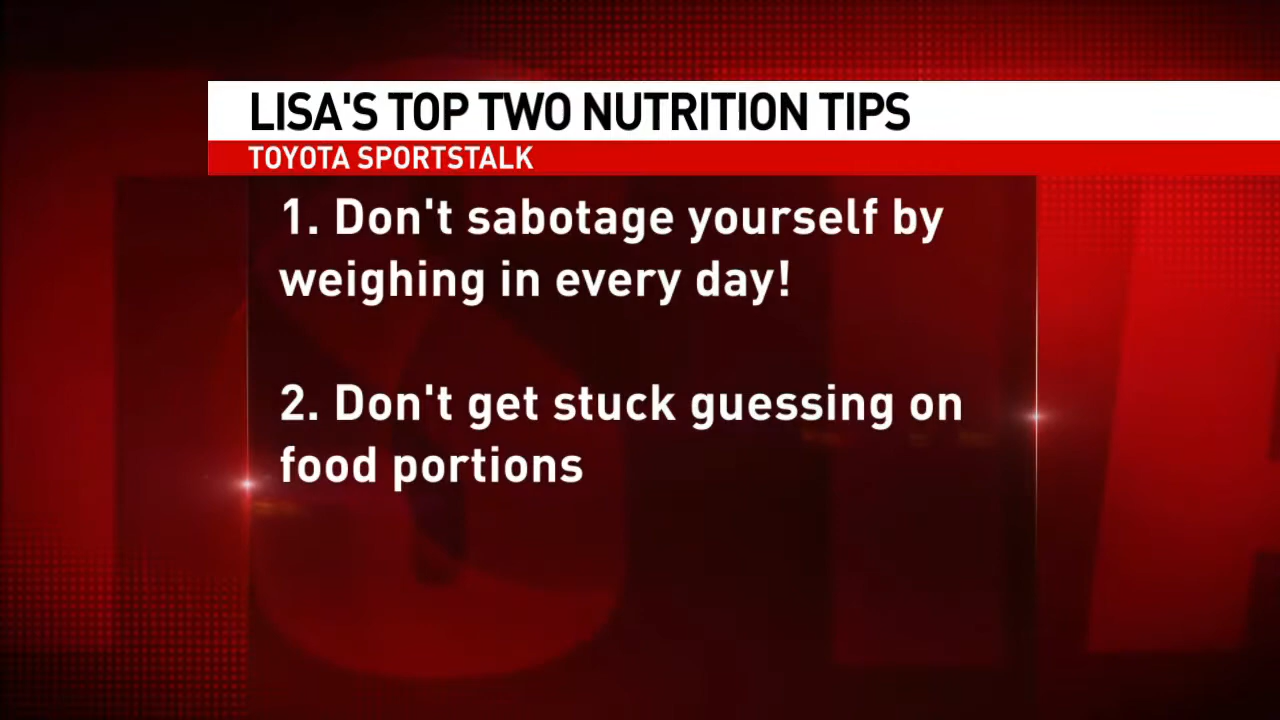 LISA'S TOP TWO NUTRITION TIPS
TOYOTA SPORTSTALK
1. Don't sabotage yourself by
weighing in every day!
2. Don't get stuck guessing on
food portions